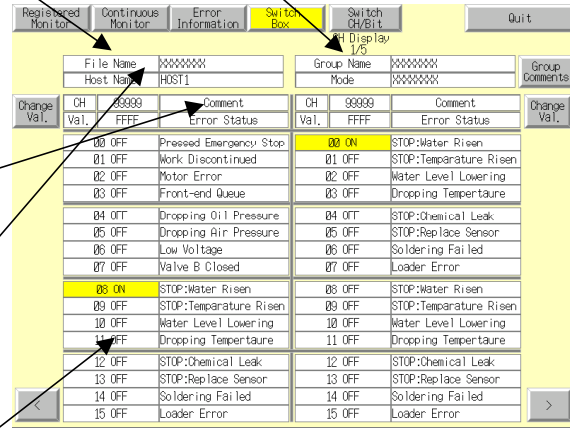 Registered Monitor
Continuous Monitor
Error Information
Switch Box
Switch CH/Bit
Quit
CH Display
1/5
File Name XXXXXXX
Group Name XXXXXXX
Host Name HOST1
Mode XXXXXXX
Group Comments
Change Val.
CH 99999 Comment
CH 99999 Comment
Change Val.
Val. FFFF Error Status
Val. FFFF Error Status
00 OFF Pressed Emergency Stop
00 ON STOP:Water Risen
01 OFF Work Discontinued
01 OFF STOP:Temparature Risen
02 OFF Motor Error
02 OFF Water Level Lowering
03 OFF Front-end Queue
03 OFF Dropping Tempertaure
04 OFF Dropping Oil Pressure
04 OFF STOP:Chemical Leak
05 OFF Dropping Air Pressure
05 OFF STOP:Replace Sensor
06 OFF Low Voltage
06 OFF Soldering Failed
07 OFF Valve B Closed
07 OFF Loader Error
08 ON STOP:Water Risen
08 OFF STOP:Water Risen
09 OFF STOP:Temparature Risen
09 OFF STOP:Temparature Risen
10 OFF Water Level Lowering
10 OFF Water Level Lowering
11 OFF Dropping Tempertaure
11 OFF Dropping Tempertaure
12 OFF STOP:Chemical Leak
12 OFF STOP:Chemical Leak
13 OFF STOP:Replace Sensor
13 OFF STOP:Replace Sensor
14 OFF Soldering Failed
14 OFF Soldering Failed
15 OFF Loader Error
15 OFF Loader Error
<
>